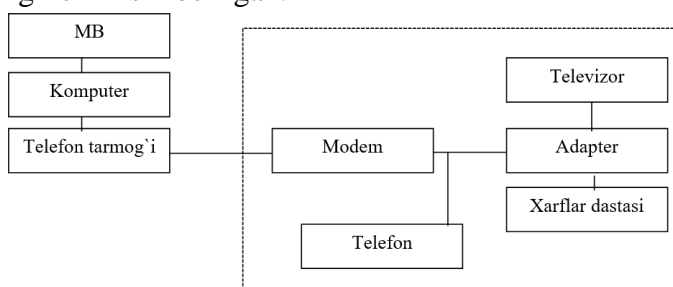 MB
Komputer
Telefon tarmog`i
Modem
Telefon
Televizor
Adapter
Xarflar dastasi